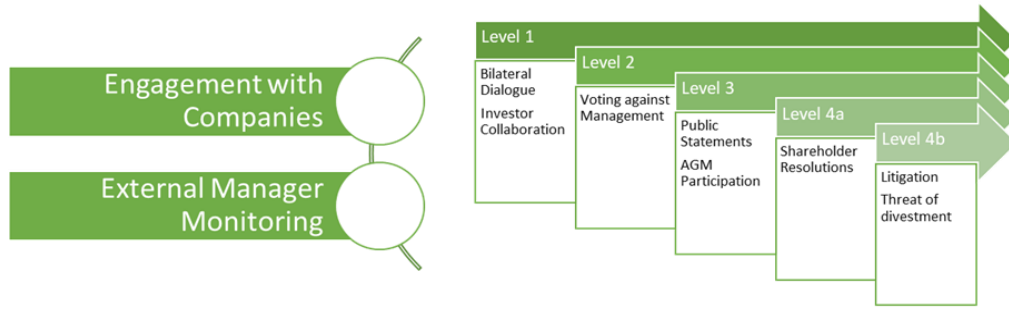 Engagement with
Companies
External Manager
Monitoring
Level 1
Bilateral
Dialogue
Investor
Collaboration
Level 2
Voting against
Management
Level 3
Public
Statements
AGM
Participation
Level 4a
Shareholder
Resolutions
Level 4b
Litigation
Threat of
divestment